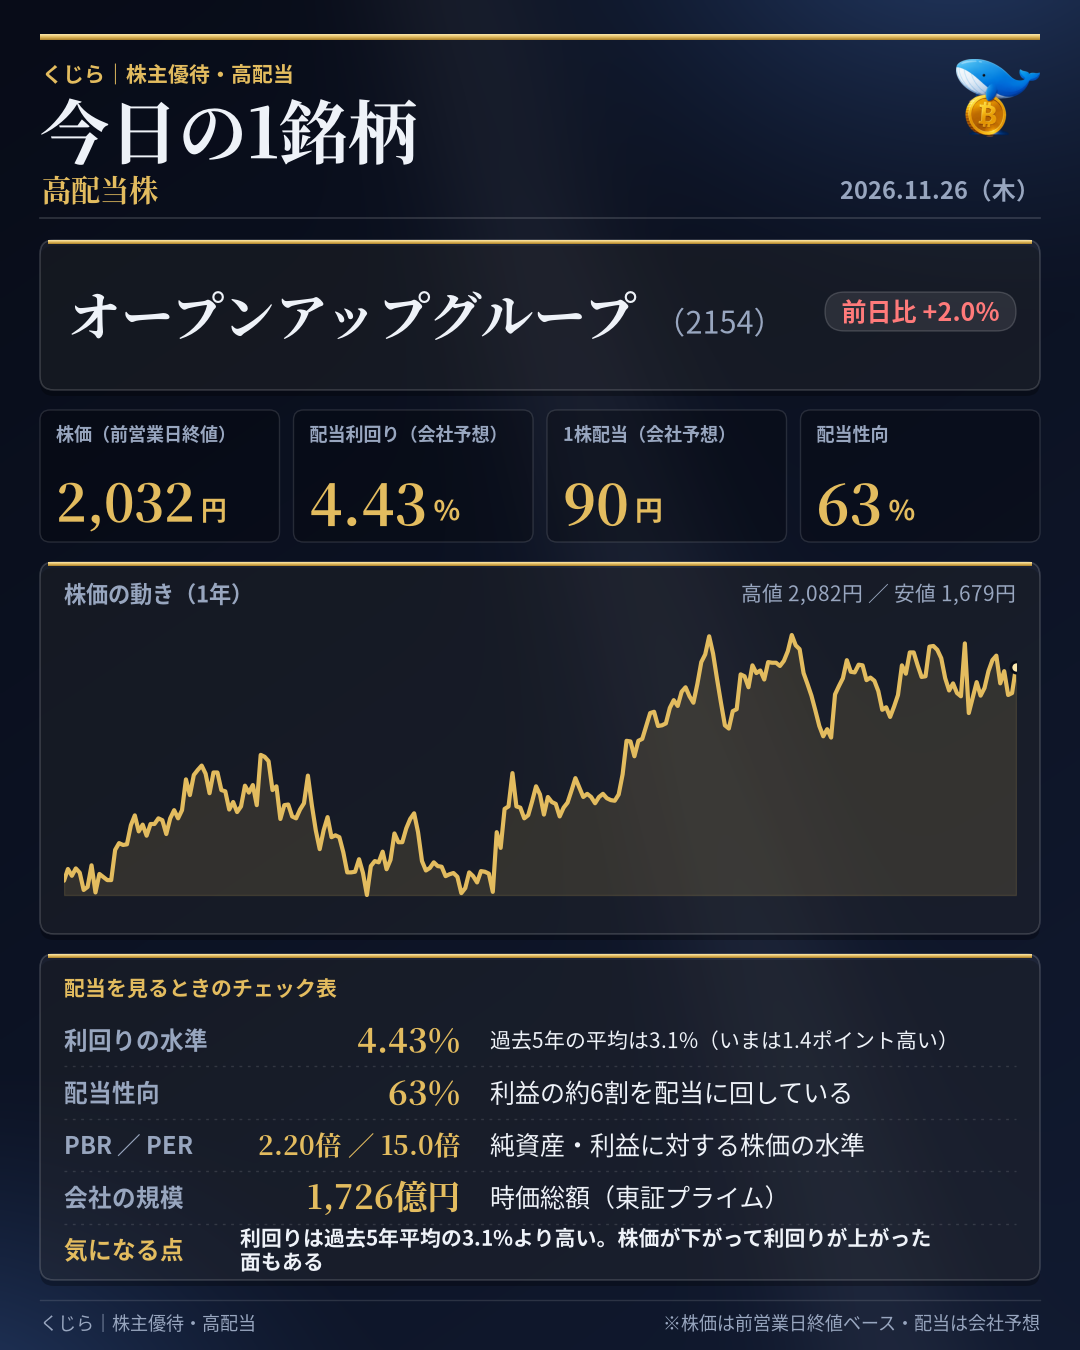 くじら｜株主優待・高配当
今日の1銘柄
高配当株
2026.11.26（木）
オープンアップグループ （2154） 前日比 +2.0%
株価（前営業日終値） 配当利回り（会社予想） 1株配当（会社予想） 配当性向
2,032円 4.43% 90円 63%
株価の動き（1年） 高値 2,082円 ／ 安値 1,679円
配当を見るときのチェック表
利回りの水準 4.43% 過去5年の平均は3.1%（いまは1.4ポイント高い）
配当性向 63% 利益の約6割を配当に回している
PBR ／ PER 2.20倍 ／ 15.0倍 純資産・利益に対する株価の水準
会社の規模 1,726億円 時価総額（東証プライム）
気になる点 利回りは過去5年平均の3.1%より高い。株価が下がって利回りが上がった
面もある
くじら｜株主優待・高配当 ※株価は前営業日終値ベース・配当は会社予想